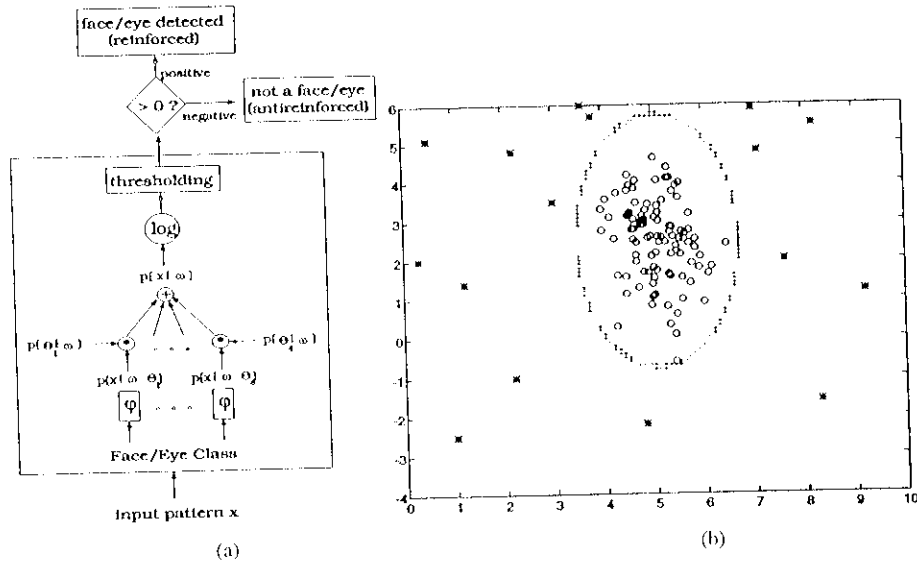 face/eye detected
(reinforced)
positive
> 0 ?
negative
not a face/eye
(antireinforced)
thresholding
log
p(x| ω)
+
p(Θ₁| ω)
p(Θ | ω)
p(x| ω Θ₁)
p(x| ω Θ )
φ
φ
Face/Eye Class
input pattern x
(a)
6
5
4
3
2
1
0
-1
-2
-3
-4
0
1
2
3
4
5
6
7
8
9
10
(b)